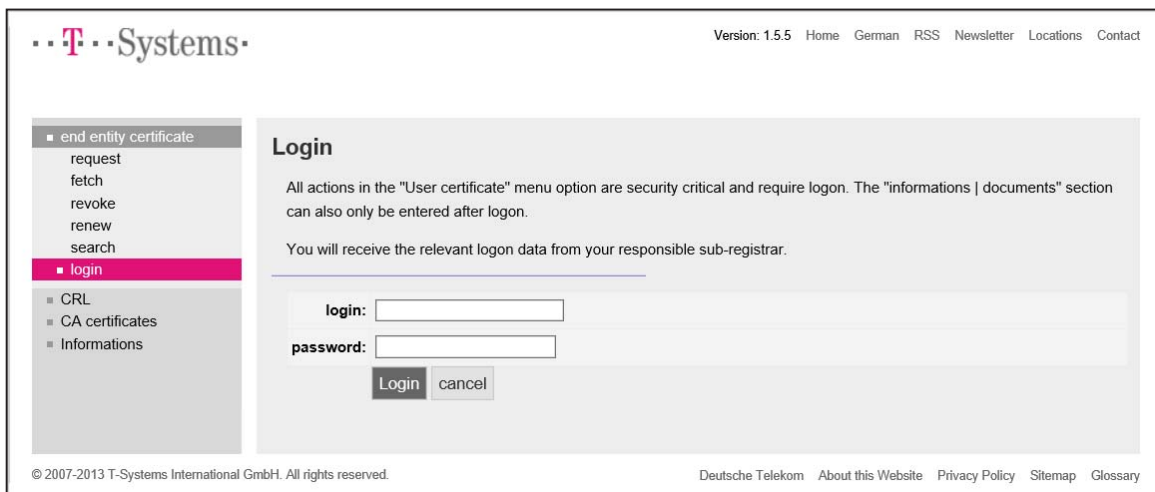 T Systems
Version: 1.5.5 Home German RSS Newsletter Locations Contact
end entity certificate
request
fetch
revoke
renew
search
login
CRL
CA certificates
Informations
Login
All actions in the "User certificate" menu option are security critical and require logon. The "informations | documents" section
can also only be entered after logon.
You will receive the relevant logon data from your responsible sub-registrar.
login:
password:
Login cancel
© 2007-2013 T-Systems International GmbH. All rights reserved.
Deutsche Telekom About this Website Privacy Policy Sitemap Glossary